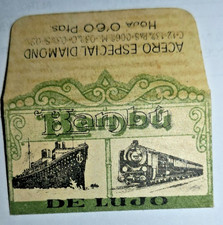 ACERO ESPECIAL DIAMOND
HOJA 0'60 Ptas
Bambú
DE LUJO